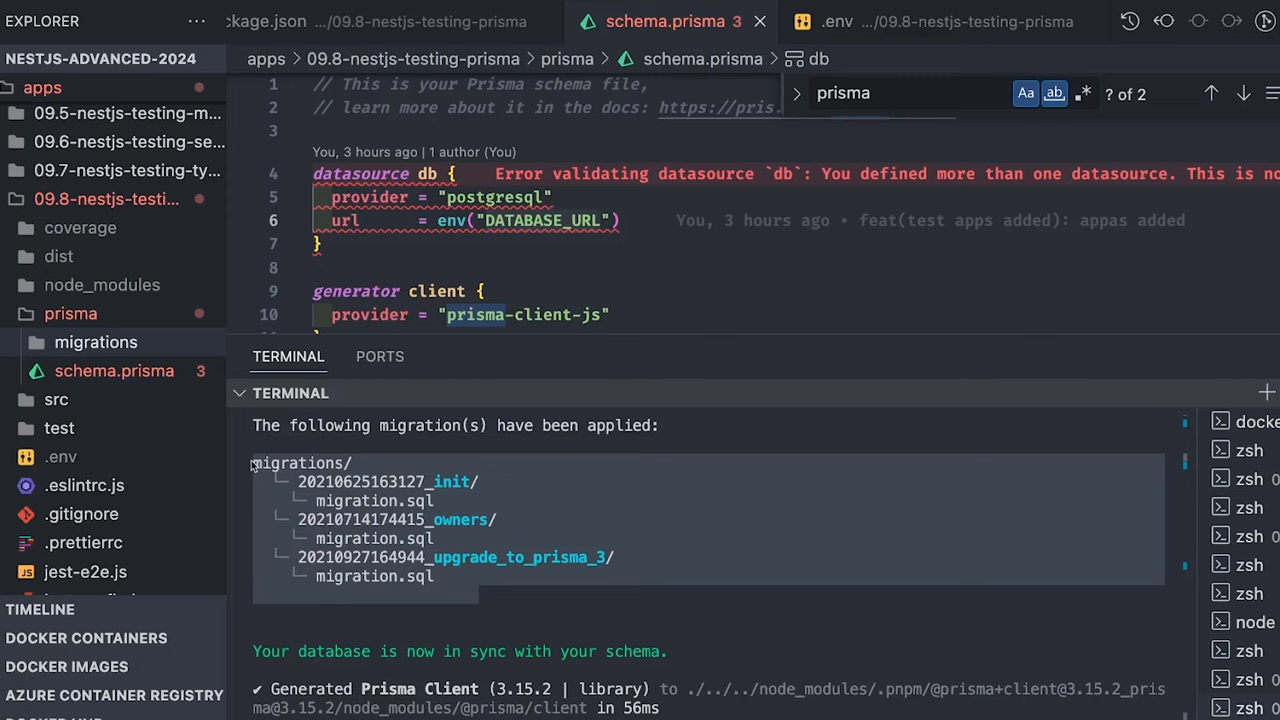 EXPLORER
ckage.json .../09.8-nestjs-testing-prisma
schema.prisma 3
.env .../09.8-nestjs-testing-prisma
NESTJS-ADVANCED-2024
apps
09.5-nestjs-testing-m...
09.6-nestjs-testing-se...
09.7-nestjs-testing-ty...
09.8-nestjs-testi...
coverage
dist
node_modules
prisma
migrations
schema.prisma 3
src
test
.env
.eslintrc.js
.gitignore
.prettierrc
jest-e2e.js
TIMELINE
DOCKER CONTAINERS
DOCKER IMAGES
AZURE CONTAINER REGISTRY
apps > 09.8-nestjs-testing-prisma > prisma > schema.prisma > db
prisma
Aa ab .* ? of 2
1 // This is your Prisma schema file,
2 // learn more about it in the docs: https://pris.
3
You, 3 hours ago | 1 author (You)
4 datasource db { Error validating datasource `db`: You defined more than one datasource. This is no
5 provider = "postgresql"
6 url = env("DATABASE_URL") You, 3 hours ago • feat(test apps added): appas added
7 }
8
9 generator client {
10 provider = "prisma-client-js"
TERMINAL PORTS
TERMINAL
The following migration(s) have been applied:
migrations/
└─ 20210625163127_init/
└─ migration.sql
└─ 20210714174415_owners/
└─ migration.sql
└─ 20210927164944_upgrade_to_prisma_3/
└─ migration.sql
Your database is now in sync with your schema.
✔ Generated Prisma Client (3.15.2 | library) to ./../../node_modules/.pnpm/@prisma+client@3.15.2_pris
ma@3.15.2/node_modules/@prisma/client in 56ms
docke
zsh
zsh
zsh
zsh
zsh
zsh
node
zsh
zsh
zsh